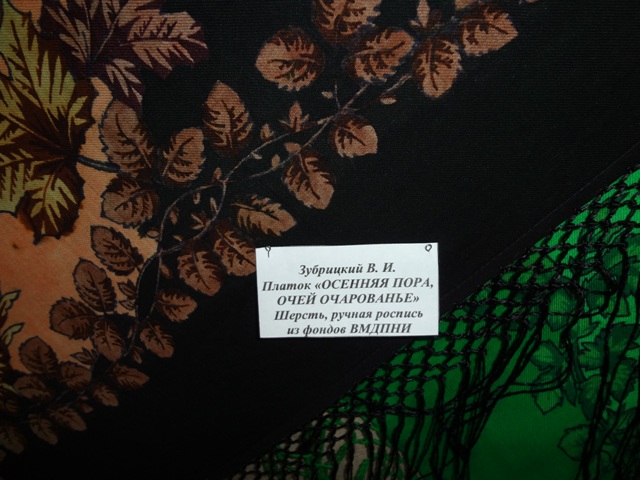 Зубрицкий В. И.
Платок «ОСЕННЯЯ ПОРА,
ОЧЕЙ ОЧАРОВАНЬЕ»
Шерсть, ручная роспись
из фондов ВМДПНИ